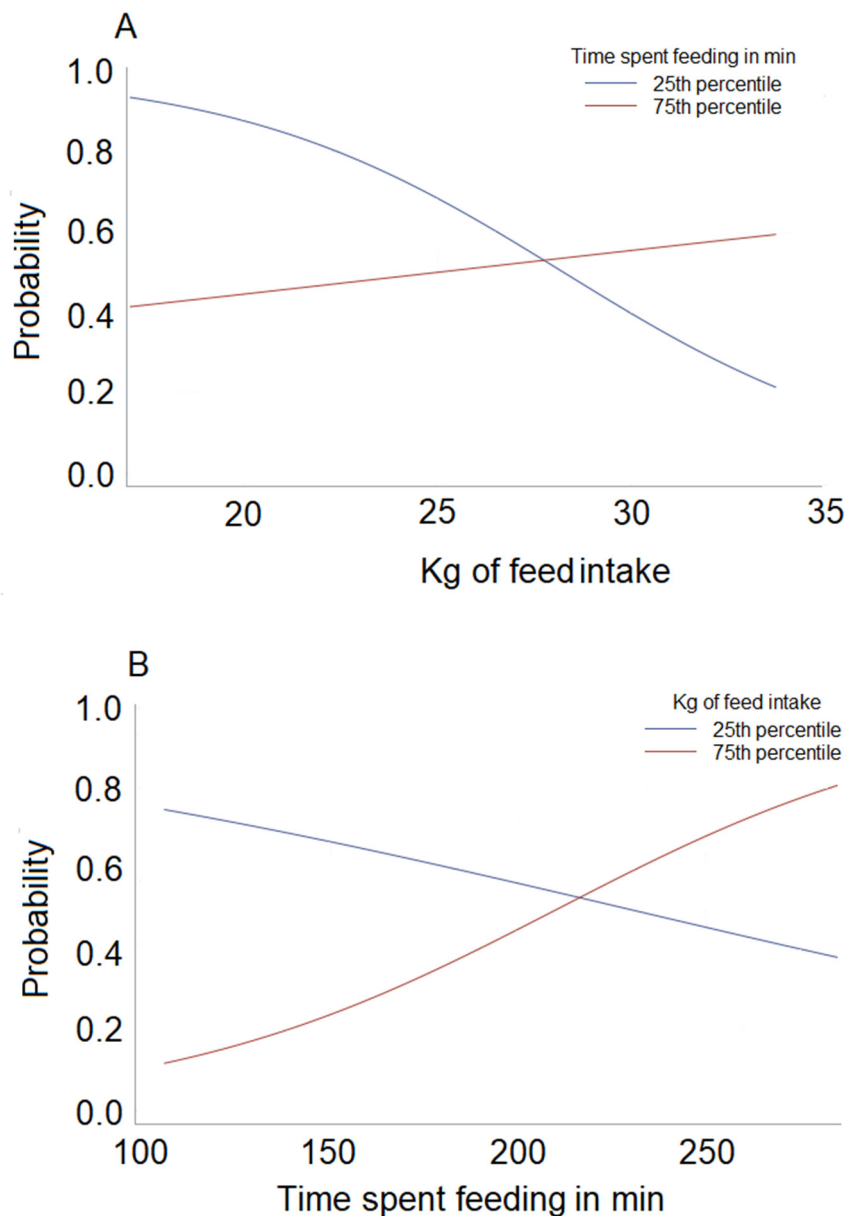 A
Time spent feeding in min
25th percentile
75th percentile
1.0
0.8
0.6
0.4
0.2
0.0
Probability
20 25 30 35
Kg of feed intake
B
Kg of feed intake
25th percentile
75th percentile
1.0
0.8
0.6
0.4
0.2
0.0
Probability
100 150 200 250
Time spent feeding in min